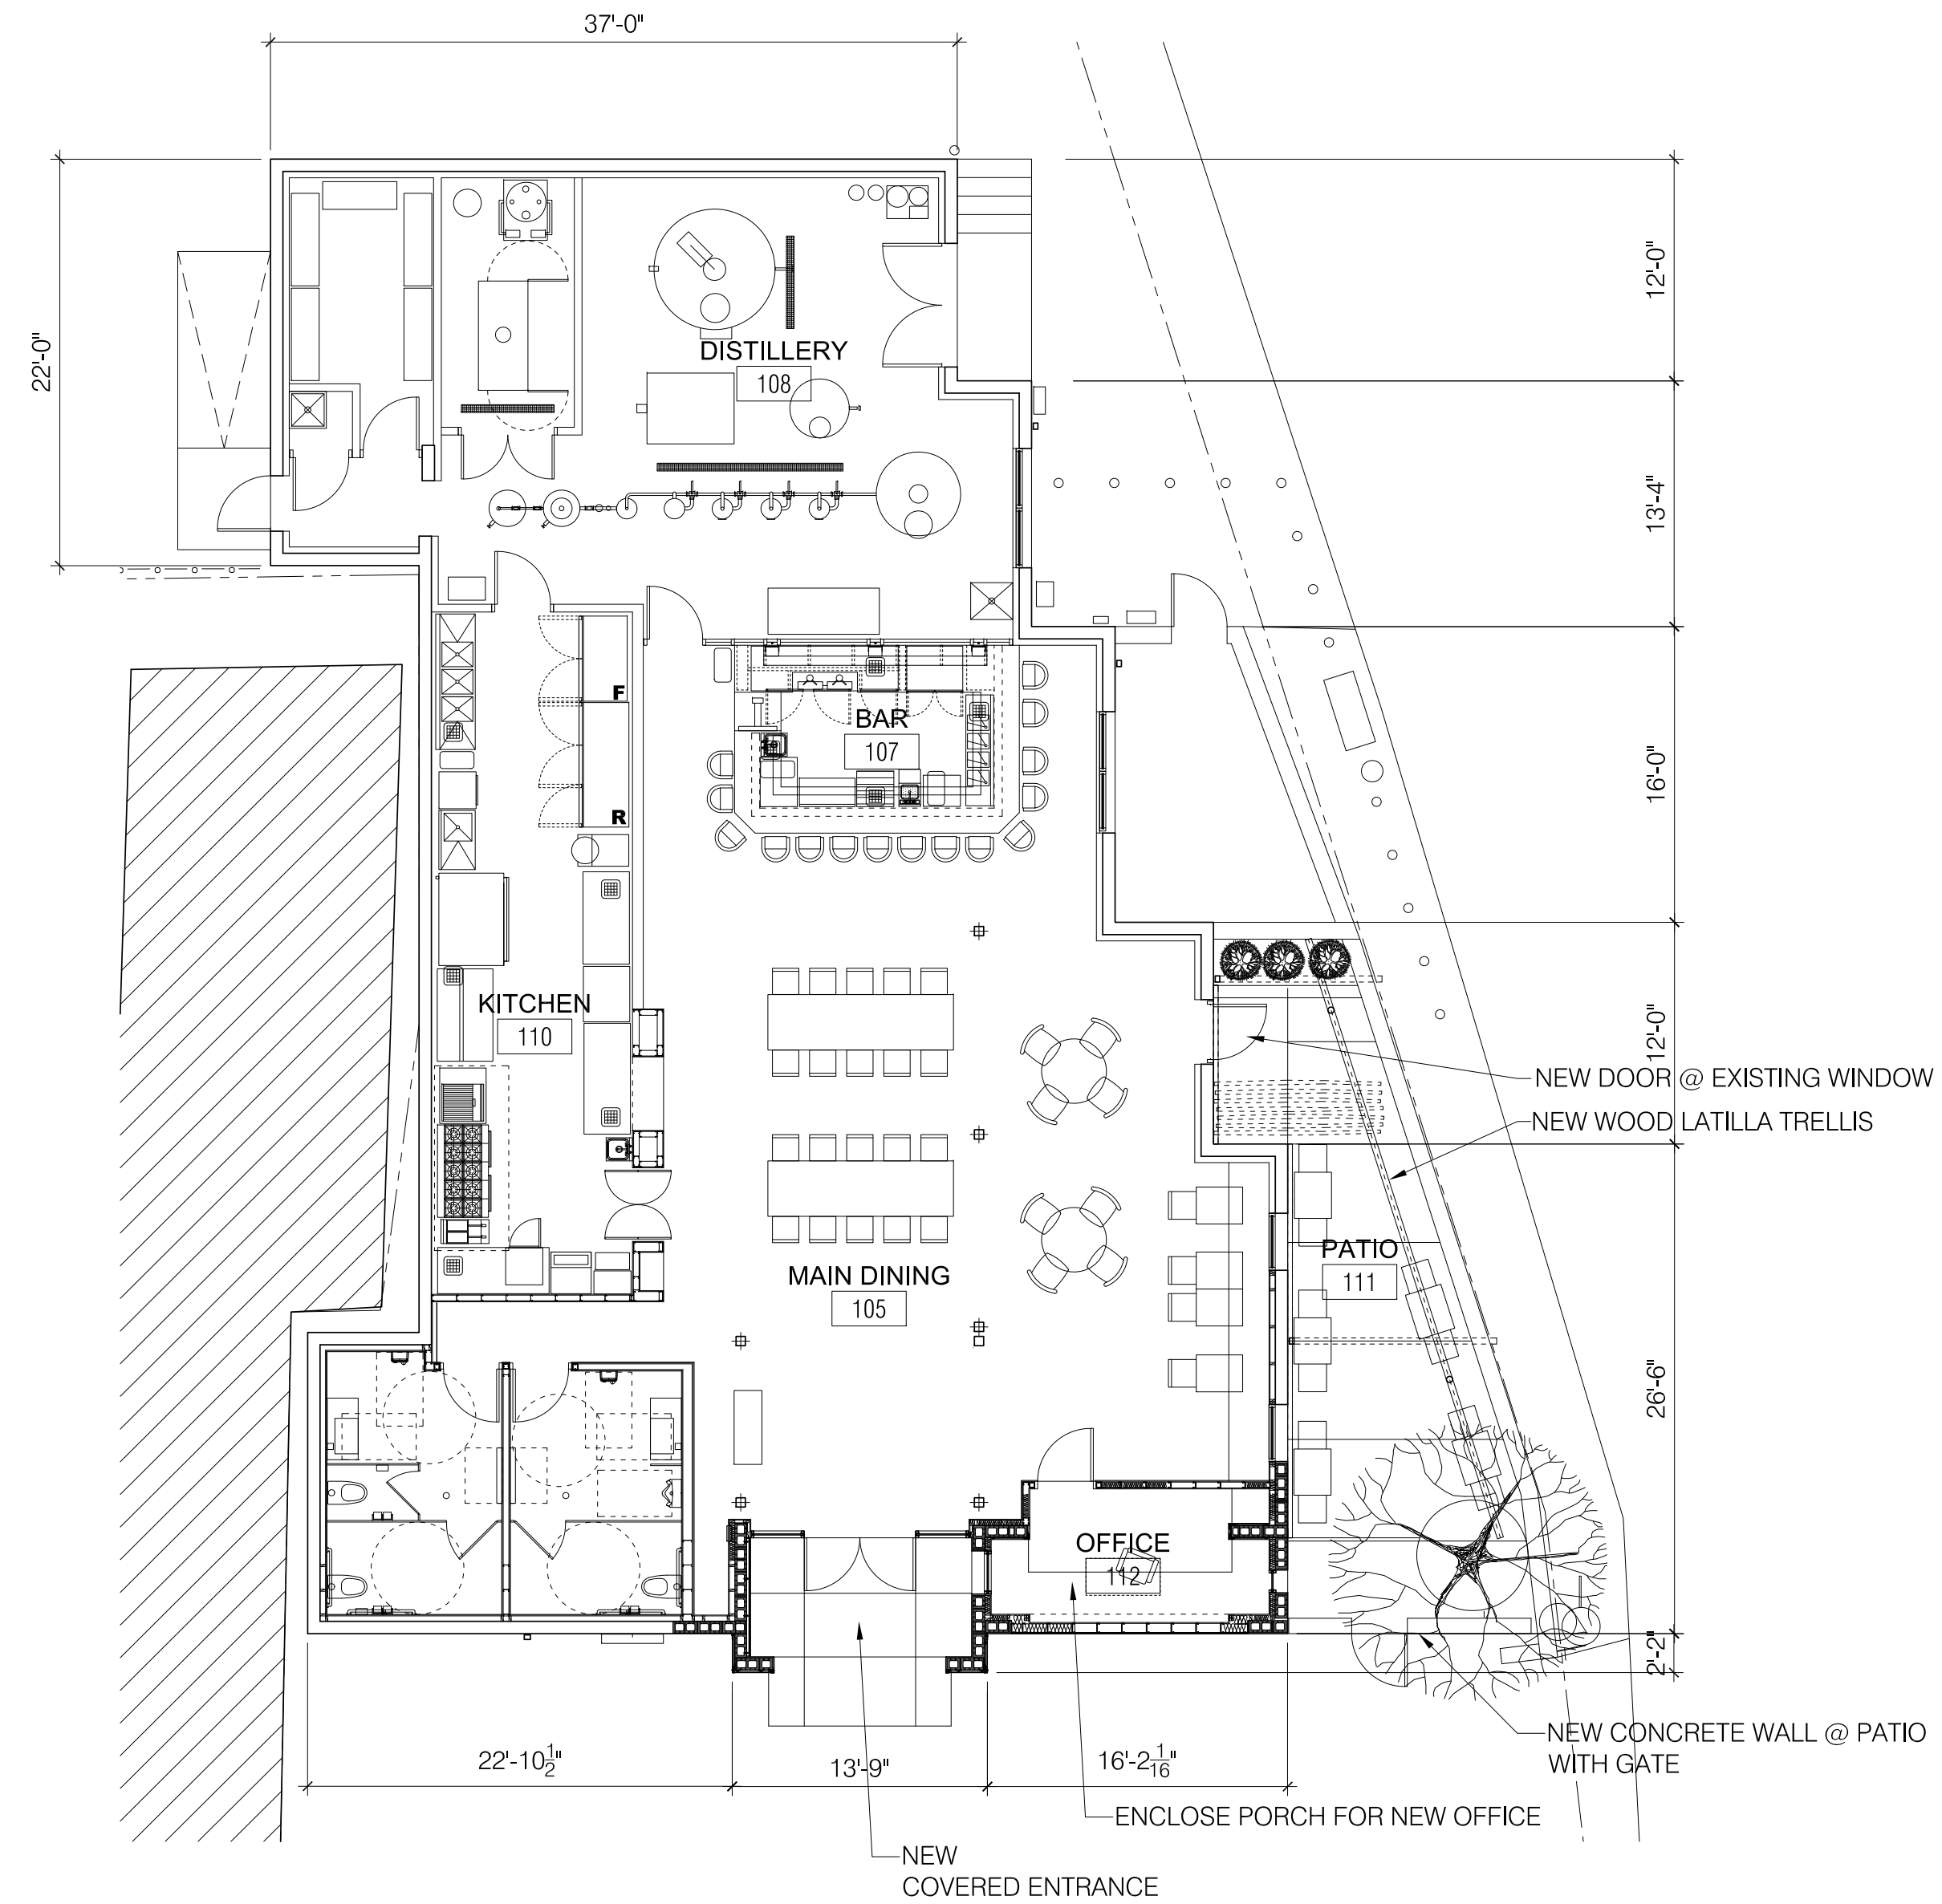 37'-0"
22'-0"
12'-0"
DISTILLERY
108
13'-4"
F
BAR
107
16'-0"
R
KITCHEN
110
12'-0"
NEW DOOR @ EXISTING WINDOW
NEW WOOD LATILLA TRELLIS
PATIO
111
MAIN DINING
105
26'-6"
OFFICE
112
2'-2"
NEW CONCRETE WALL @ PATIO
WITH GATE
22'-10 1/2"
13'-9"
16'-2 1/16"
ENCLOSE PORCH FOR NEW OFFICE
NEW
COVERED ENTRANCE